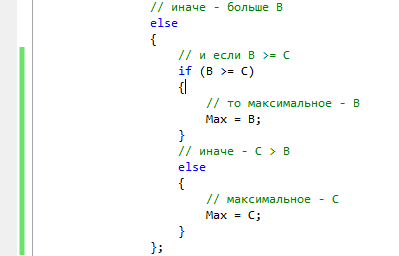 // иначе - больше B
else
{
// и если B >= C
if (B >= C)
{
// то максимальное - B
Max = B;
}
// иначе - C > B
else
{
// максимальное - C
Max = C;
}
};